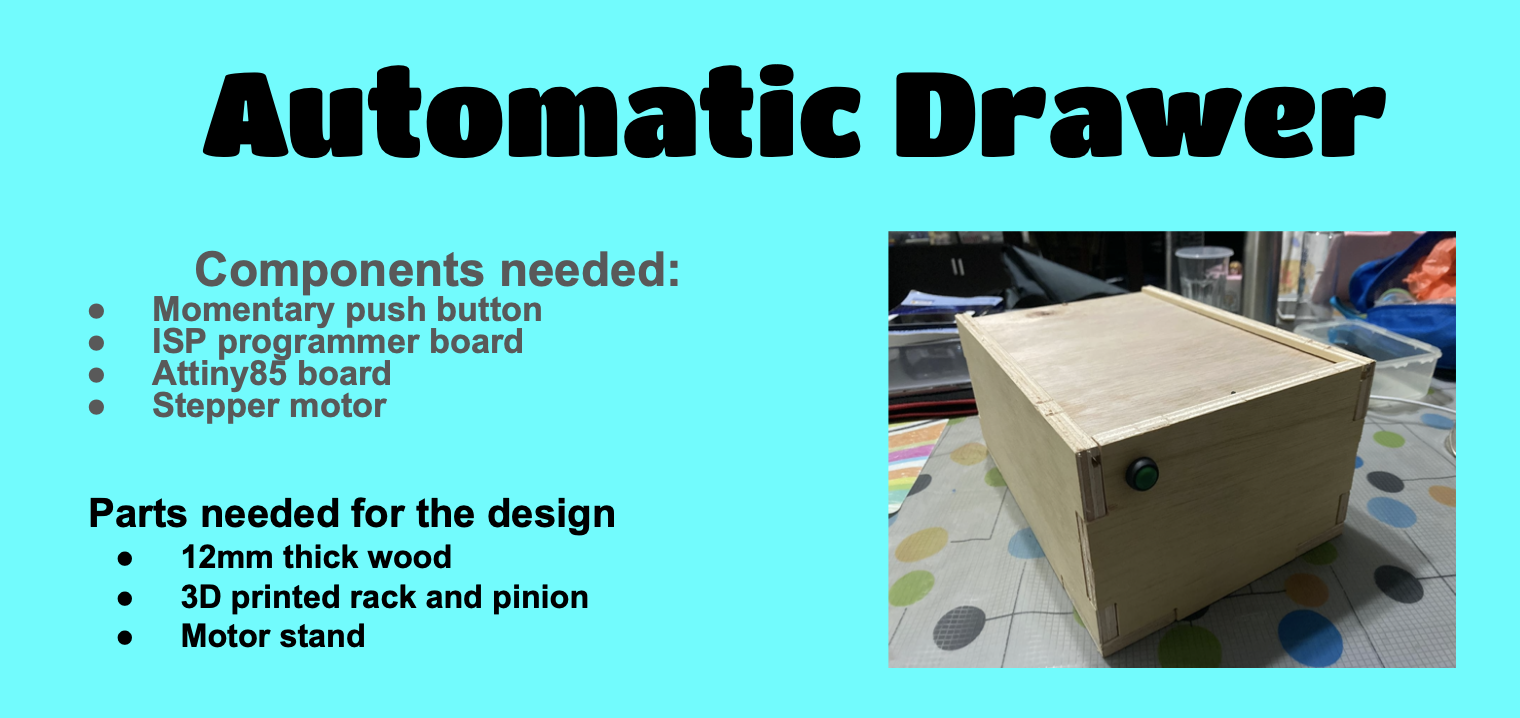 Automatic Drawer
Components needed:
● Momentary push button
● ISP programmer board
● Attiny85 board
● Stepper motor
Parts needed for the design
● 12mm thick wood
● 3D printed rack and pinion
● Motor stand